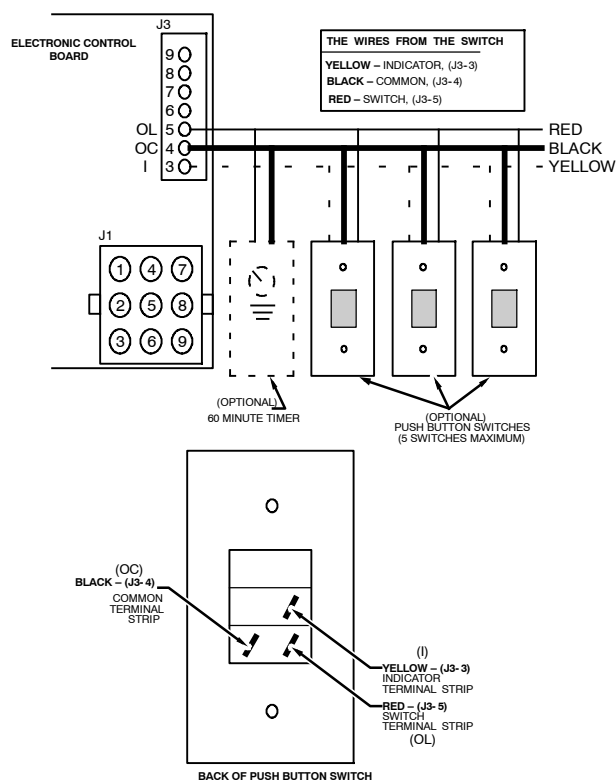 J3
ELECTRONIC CONTROL
BOARD
THE WIRES FROM THE SWITCH
YELLOW – INDICATOR, (J3-3)
BLACK – COMMON, (J3-4)
RED – SWITCH, (J3-5)
9
8
7
6
OL 5 RED
OC 4 BLACK
I 3 YELLOW
J1
1 4 7
2 5 8
3 6 9
(OPTIONAL)
60 MINUTE TIMER
(OPTIONAL)
PUSH BUTTON SWITCHES
(5 SWITCHES MAXIMUM)
(OC)
BLACK – (J3-4)
COMMON
TERMINAL
STRIP
(I)
YELLOW – (J3-3)
INDICATOR
TERMINAL STRIP
RED – (J3-5)
SWITCH
TERMINAL STRIP
(OL)
BACK OF PUSH BUTTON SWITCH